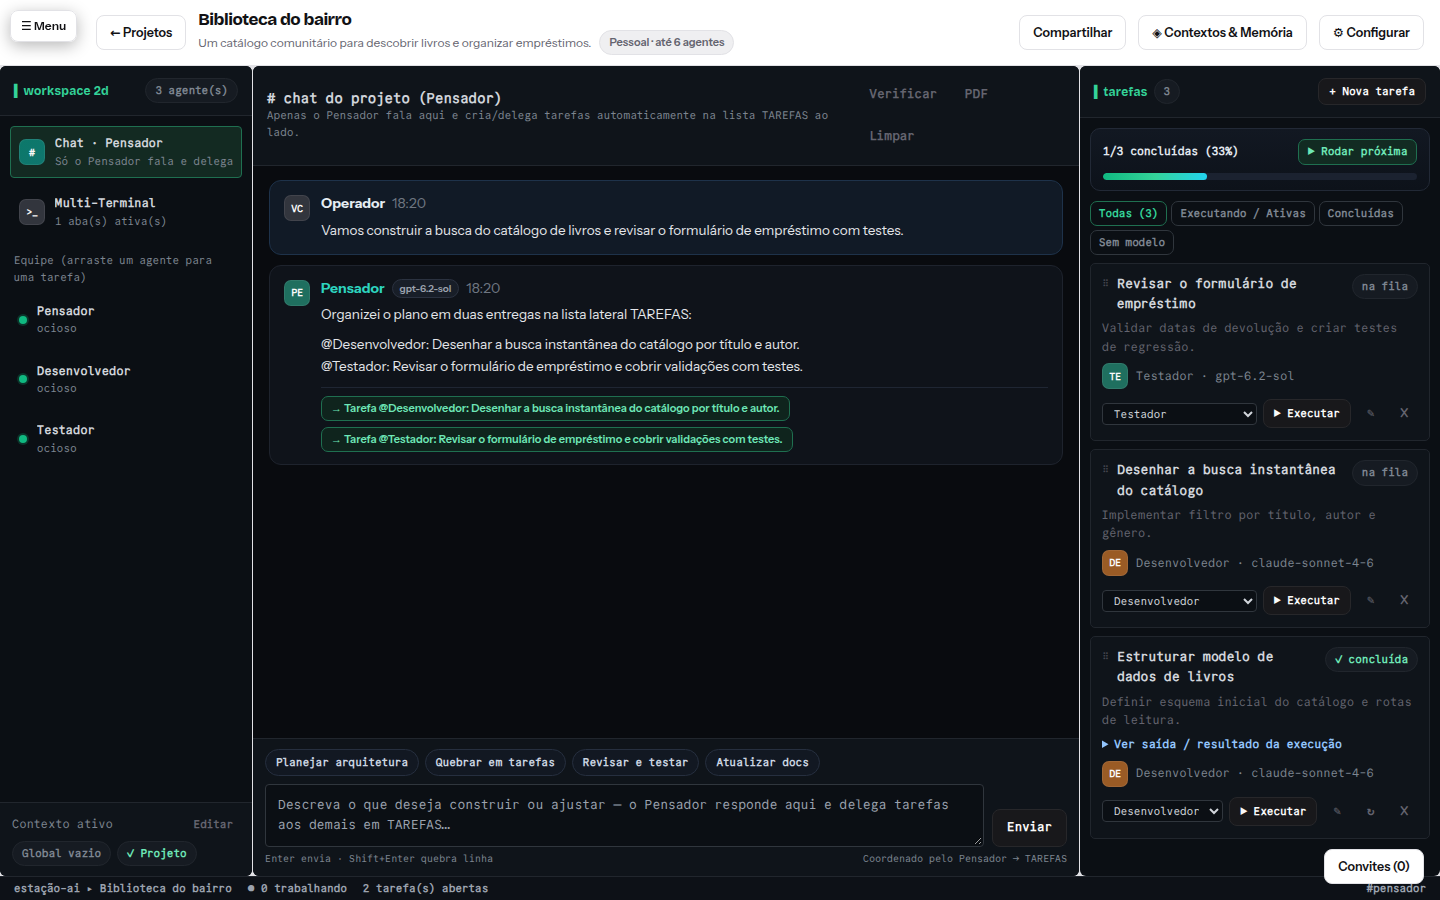 ☰ Menu
← Projetos
Biblioteca do bairro
Um catálogo comunitário para descobrir livros e organizar empréstimos.
Pessoal · até 6 agentes
Compartilhar
◈ Contextos & Memória
⚙ Configurar
workspace 2d
3 agente(s)
#
Chat · Pensador
Só o Pensador fala e delega
>_
Multi-Terminal
1 aba(s) ativa(s)
Equipe (arraste um agente para
uma tarefa)
Pensador
ocioso
Desenvolvedor
ocioso
Testador
ocioso
Contexto ativo
Editar
Global vazio
✓ Projeto
# chat do projeto (Pensador)
Apenas o Pensador fala aqui e cria/delega tarefas automaticamente na lista TAREFAS ao
lado.
Verificar
PDF
Limpar
VC
Operador 18:20
Vamos construir a busca do catálogo de livros e revisar o formulário de empréstimo com testes.
PE
Pensador gpt-6.2-sol 18:20
Organizei o plano em duas entregas na lista lateral TAREFAS:
@Desenvolvedor: Desenhar a busca instantânea do catálogo por título e autor.
@Testador: Revisar o formulário de empréstimo e cobrir validações com testes.
→ Tarefa @Desenvolvedor: Desenhar a busca instantânea do catálogo por título e autor.
→ Tarefa @Testador: Revisar o formulário de empréstimo e cobrir validações com testes.
Planejar arquitetura
Quebrar em tarefas
Revisar e testar
Atualizar docs
Descreva o que deseja construir ou ajustar — o Pensador responde aqui e delega tarefas
aos demais em TAREFAS…
Enviar
Enter envia · Shift+Enter quebra linha
Coordenado pelo Pensador → TAREFAS
tarefas
3
+ Nova tarefa
1/3 concluídas (33%)
▶ Rodar próxima
Todas (3)
Executando / Ativas
Concluídas
Sem modelo
Revisar o formulário de
empréstimo
na fila
Validar datas de devolução e criar testes
de regressão.
TE
Testador · gpt-6.2-sol
Testador
▶ Executar
✎
X
Desenhar a busca instantânea
do catálogo
na fila
Implementar filtro por título, autor e
gênero.
DE
Desenvolvedor · claude-sonnet-4-6
Desenvolvedor
▶ Executar
✎
X
Estruturar modelo de
dados de livros
✓ concluída
Definir esquema inicial do catálogo e rotas
de leitura.
▶ Ver saída / resultado da execução
DE
Desenvolvedor · claude-sonnet-4-6
Desenvolvedor
▶ Executar
✎
↻
X
Convites (0)
estação-ai ▸ Biblioteca do bairro
● 0 trabalhando
2 tarefa(s) abertas
#pensador